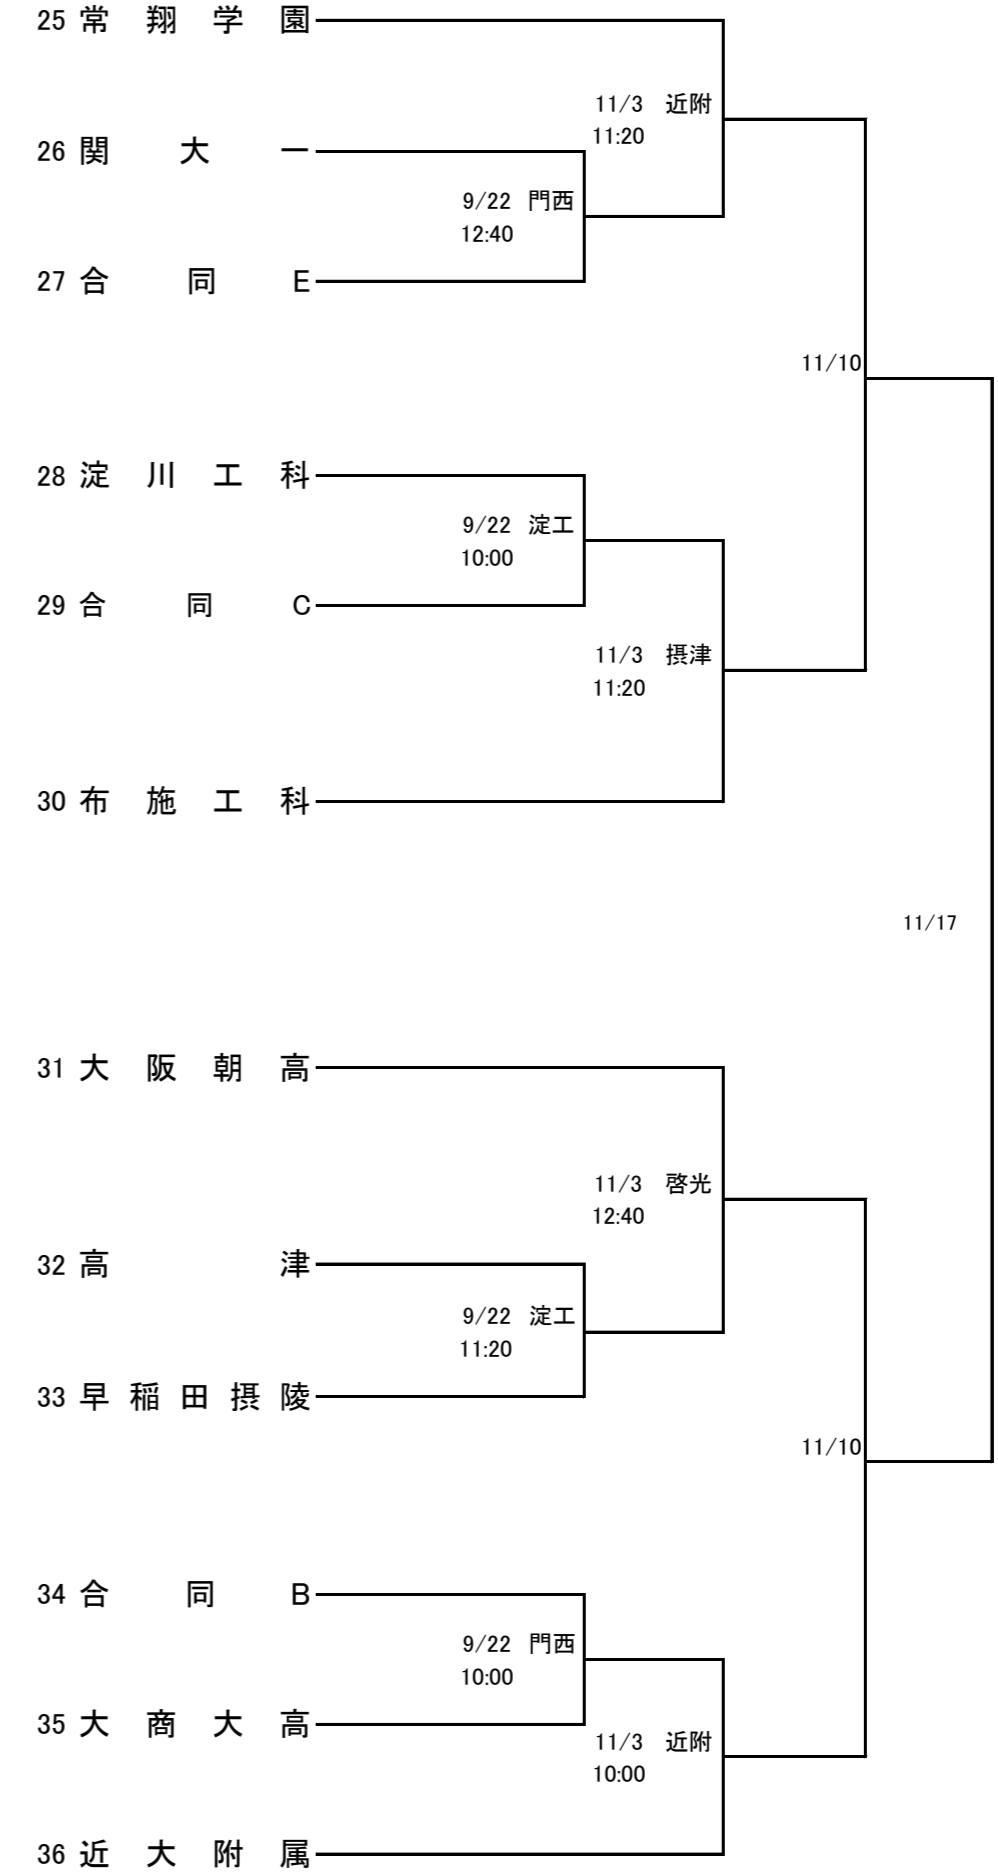 25 常翔学園
11/3 近附
11:20
26 関大一
9/22 門西
12:40
27 合同E
11/10
28 淀川工科
9/22 淀工
10:00
29 合同C
11/3 摂津
11:20
30 布施工科
11/17
31 大阪朝高
11/3 啓光
12:40
32 高津
9/22 淀工
11:20
33 早稲田摂陵
11/10
34 合同B
9/22 門西
10:00
35 大商大高
11/3 近附
10:00
36 近大附属